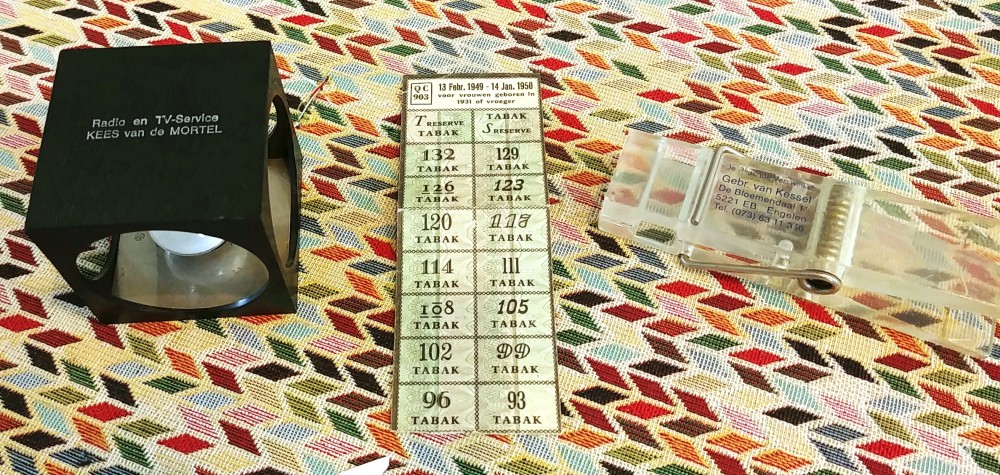 Radio en TV-Service
KEES van de MORTEL
QC
903
13 Febr. 1949 - 14 Jan. 1950
voor vrouwen geboren in
1931 of vroeger
T RESERVE
TABAK
TABAK
S RESERVE
132
TABAK
129
TABAK
126
TABAK
123
TABAK
120
TABAK
117
TABAK
114
TABAK
111
TABAK
108
TABAK
105
TABAK
102
TABAK
DD
TABAK
96
TABAK
93
TABAK
Gebr. van Kessel
De Bloemendaal
5221 EB Engelen
Tel. (073)